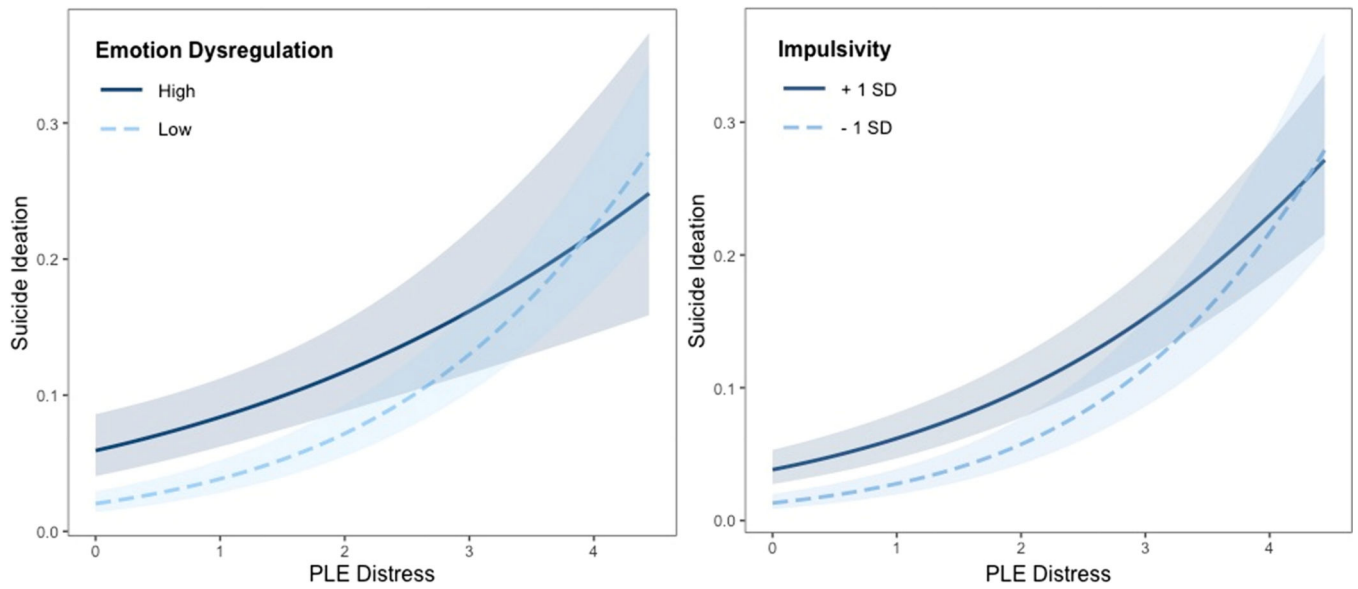 Emotion Dysregulation
High
Low
0.3
0.2
0.1
0.0
0 1 2 3 4
Suicide Ideation
PLE Distress
Impulsivity
+ 1 SD
- 1 SD
0.3
0.2
0.1
0.0
0 1 2 3 4
Suicide Ideation
PLE Distress